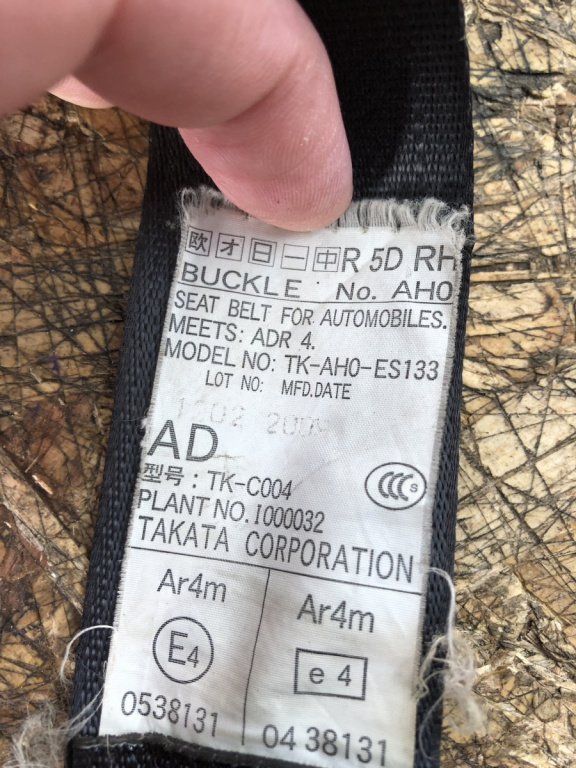 欧 オ 日 一 中 R 5D RH
BUCKLE No. AH0
SEAT BELT FOR AUTOMOBILES.
MEETS: ADR 4.
MODEL NO: TK-AH0-ES133
LOT NO: MFD.DATE
1202 2009
AD
型号: TK-C004
CCC S
PLANT NO. I000032
TAKATA CORPORATION
Ar4m Ar4m
E4 e 4
0538131 04 38131